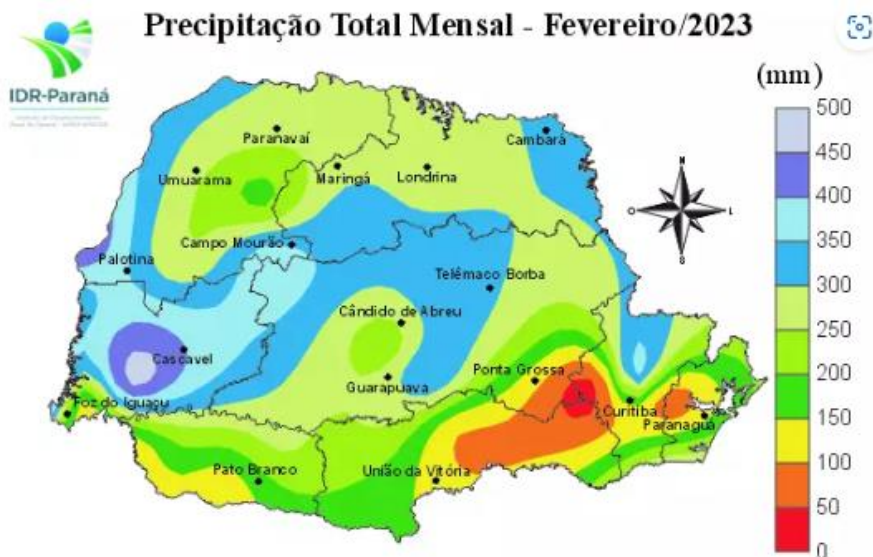 Precipitação Total Mensal - Fevereiro/2023
IDR-Paraná
(mm)
500
450
400
350
300
250
200
150
100
50
0
N
O
L
S
Paranavaí
Cambará
Umuarama
Maringá
Londrina
Campo Mourão
Palotina
Telêmaco Borba
Cândido de Abreu
Cascavel
Guarapuava
Ponta Grossa
Foz do Iguaçu
Curitiba
Paranaguá
Pato Branco
União da Vitória